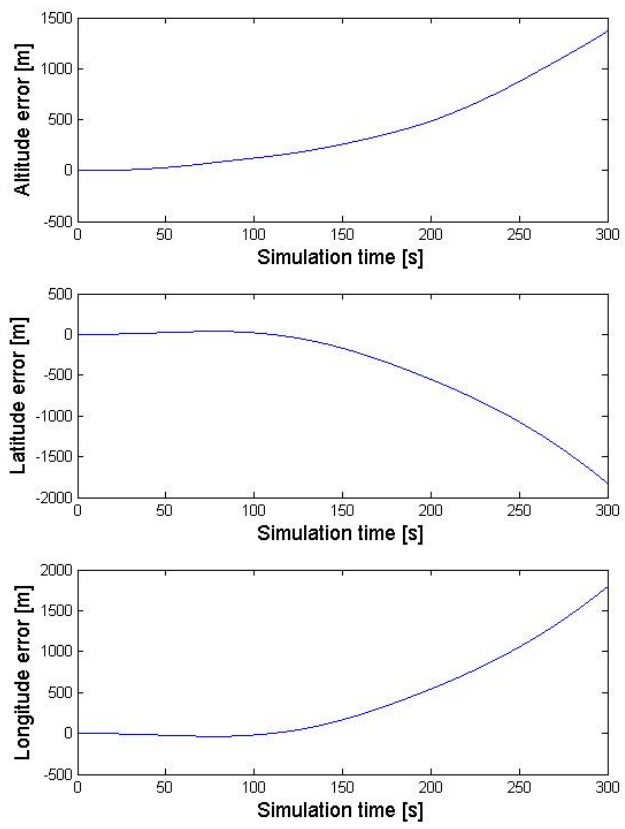 1500
1000
500
0
-500
Altitude error [m]
0 50 100 150 200 250 300
Simulation time [s]
500
0
-500
-1000
-1500
-2000
Latitude error [m]
0 50 100 150 200 250 300
Simulation time [s]
2000
1500
1000
500
0
-500
Longitude error [m]
0 50 100 150 200 250 300
Simulation time [s]